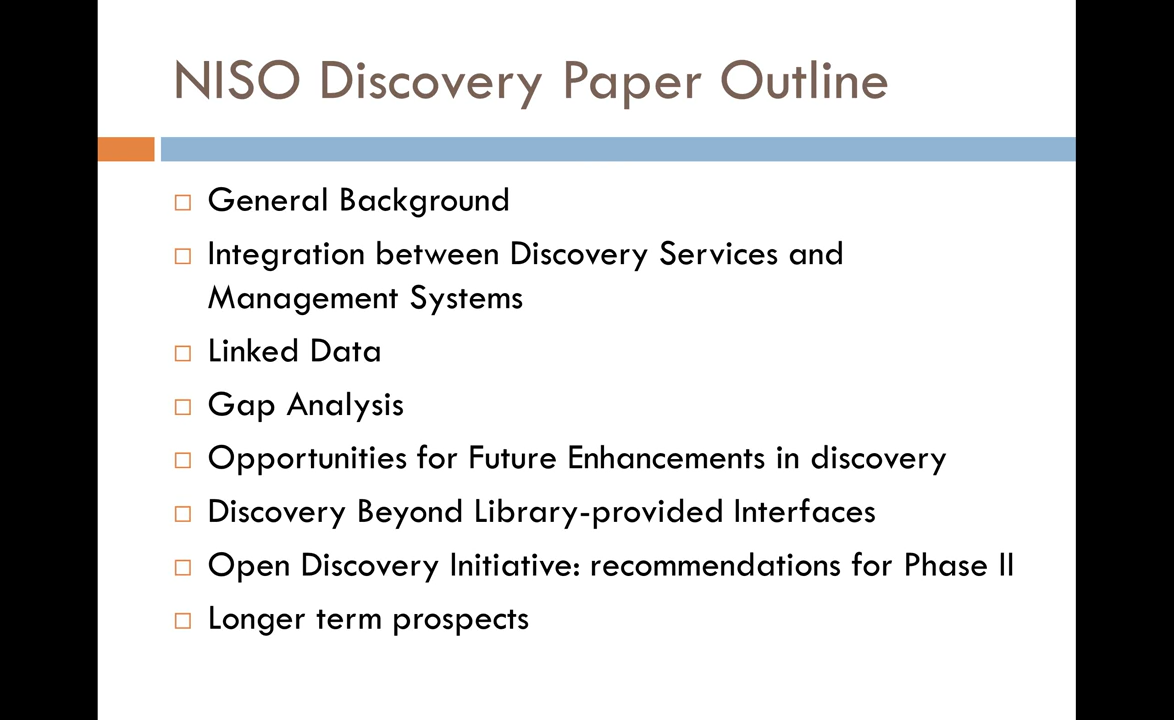 NISO Discovery Paper Outline
General Background
Integration between Discovery Services and
Management Systems
Linked Data
Gap Analysis
Opportunities for Future Enhancements in discovery
Discovery Beyond Library-provided Interfaces
Open Discovery Initiative: recommendations for Phase II
Longer term prospects